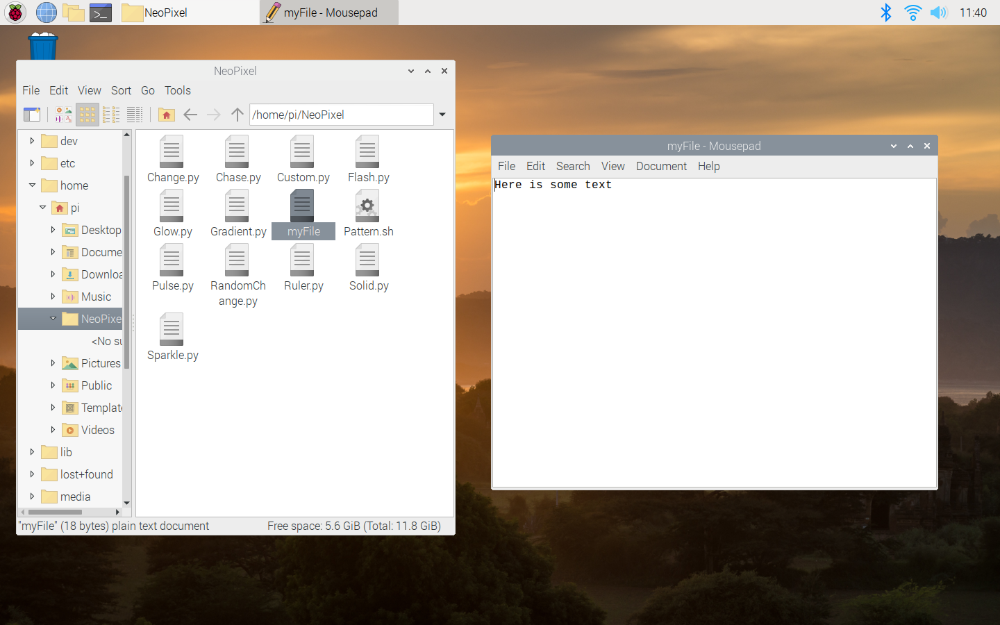 NeoPixel
myFile - Mousepad
11:40
NeoPixel
File Edit View Sort Go Tools
/home/pi/NeoPixel
dev
etc
home
pi
Desktop
Docume
Downloa
Music
NeoPixe
<No su
Pictures
Public
Template
Videos
lib
lost+found
media
Change.py Chase.py Custom.py Flash.py
Glow.py Gradient.py myFile Pattern.sh
Pulse.py RandomCh
ange.py Ruler.py Solid.py
Sparkle.py
"myFile" (18 bytes) plain text document Free space: 5.6 GiB (Total: 11.8 GiB)
myFile - Mousepad
File Edit Search View Document Help
Here is some text